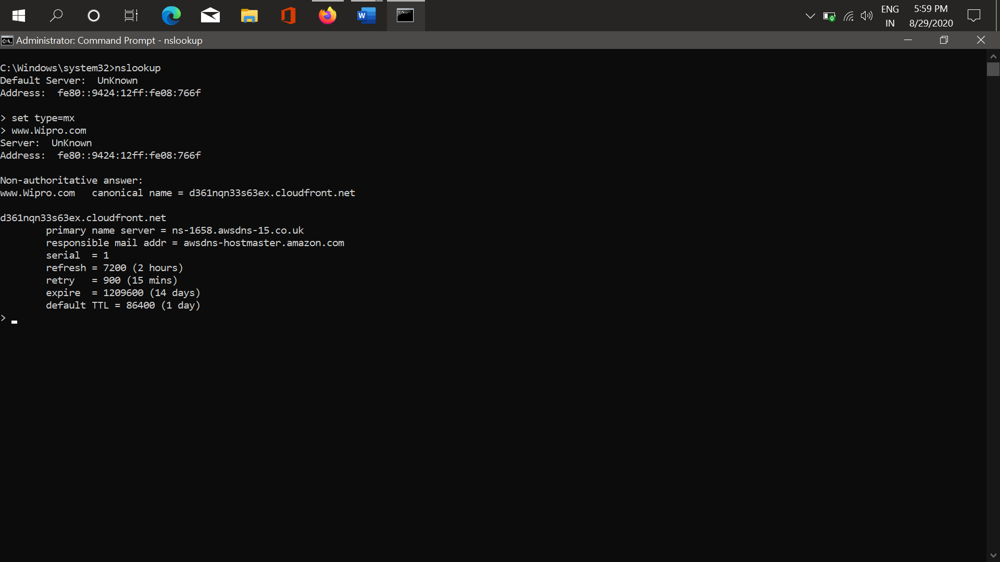 ENG
IN
5:59 PM
8/29/2020
Administrator: Command Prompt - nslookup
C:\Windows\system32>nslookup
Default Server:  UnKnown
Address:  fe80::9424:12ff:fe08:766f
> set type=mx
> www.Wipro.com
Server:  UnKnown
Address:  fe80::9424:12ff:fe08:766f
Non-authoritative answer:
www.Wipro.com   canonical name = d361nqn33s63ex.cloudfront.net
d361nqn33s63ex.cloudfront.net
        primary name server = ns-1658.awsdns-15.co.uk
        responsible mail addr = awsdns-hostmaster.amazon.com
        serial  = 1
        refresh = 7200 (2 hours)
        retry   = 900 (15 mins)
        expire  = 1209600 (14 days)
        default TTL = 86400 (1 day)
>